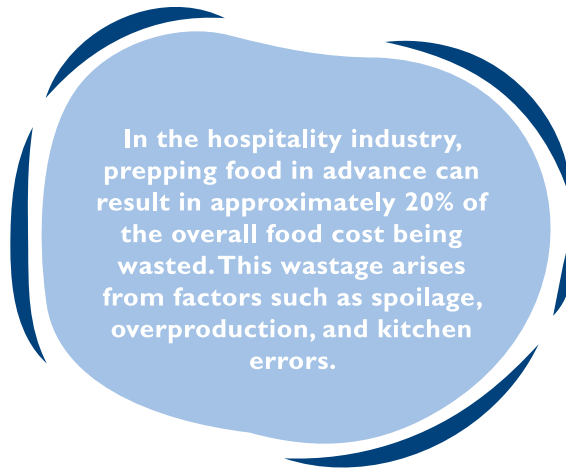 In the hospitality industry,
prepping food in advance can
result in approximately 20% of
the overall food cost being
wasted. This wastage arises
from factors such as spoilage,
overproduction, and kitchen
errors.